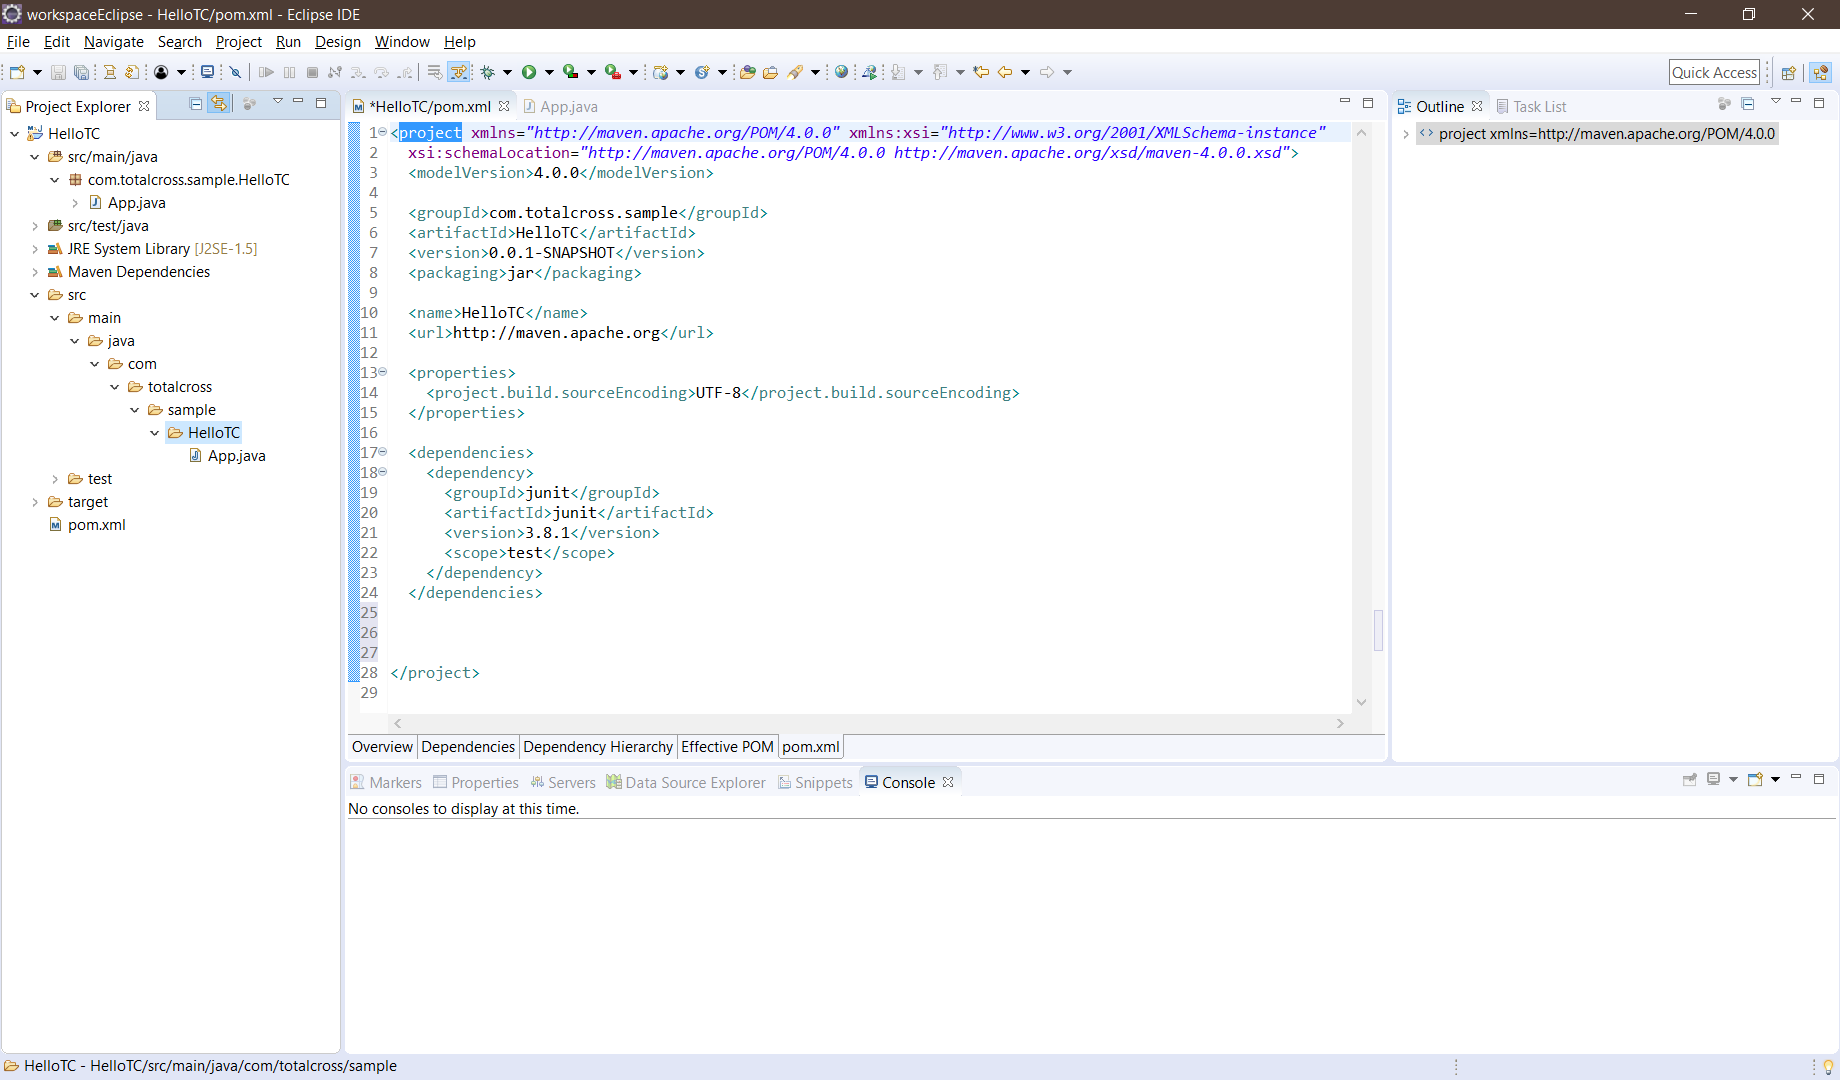 workspaceEclipse - HelloTC/pom.xml - Eclipse IDE
File Edit Navigate Search Project Run Design Window Help
Quick Access
Project Explorer
HelloTC
src/main/java
com.totalcross.sample.HelloTC
App.java
src/test/java
JRE System Library [J2SE-1.5]
Maven Dependencies
src
main
java
com
totalcross
sample
HelloTC
App.java
test
target
pom.xml
*HelloTC/pom.xml App.java
1 <project xmlns="http://maven.apache.org/POM/4.0.0" xmlns:xsi="http://www.w3.org/2001/XMLSchema-instance"
2 xsi:schemaLocation="http://maven.apache.org/POM/4.0.0 http://maven.apache.org/xsd/maven-4.0.0.xsd">
3 <modelVersion>4.0.0</modelVersion>
4
5 <groupId>com.totalcross.sample</groupId>
6 <artifactId>HelloTC</artifactId>
7 <version>0.0.1-SNAPSHOT</version>
8 <packaging>jar</packaging>
9
10 <name>HelloTC</name>
11 <url>http://maven.apache.org</url>
12
13 <properties>
14 <project.build.sourceEncoding>UTF-8</project.build.sourceEncoding>
15 </properties>
16
17 <dependencies>
18 <dependency>
19 <groupId>junit</groupId>
20 <artifactId>junit</artifactId>
21 <version>3.8.1</version>
22 <scope>test</scope>
23 </dependency>
24 </dependencies>
25
26
27
28 </project>
29
Overview Dependencies Dependency Hierarchy Effective POM pom.xml
Outline Task List
project xmlns=http://maven.apache.org/POM/4.0.0
Markers Properties Servers Data Source Explorer Snippets Console
No consoles to display at this time.
HelloTC - HelloTC/src/main/java/com/totalcross/sample